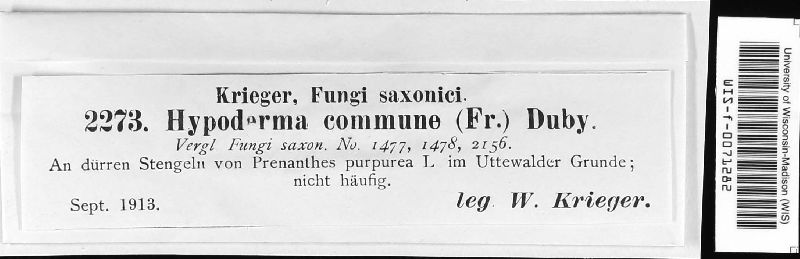 Krieger, Fungi saxonici.
2273. Hypoderma commune (Fr.) Duby.
Vergl Fungi saxon. No. 1477, 1478, 2156.
An dürren Stengeln von Prenanthes purpurea L im Uttewalder Grunde;
nicht häufig.
Sept. 1913.
leg. W. Krieger.
University of Wisconsin-Madison (WIS)
WIS-f-0071282